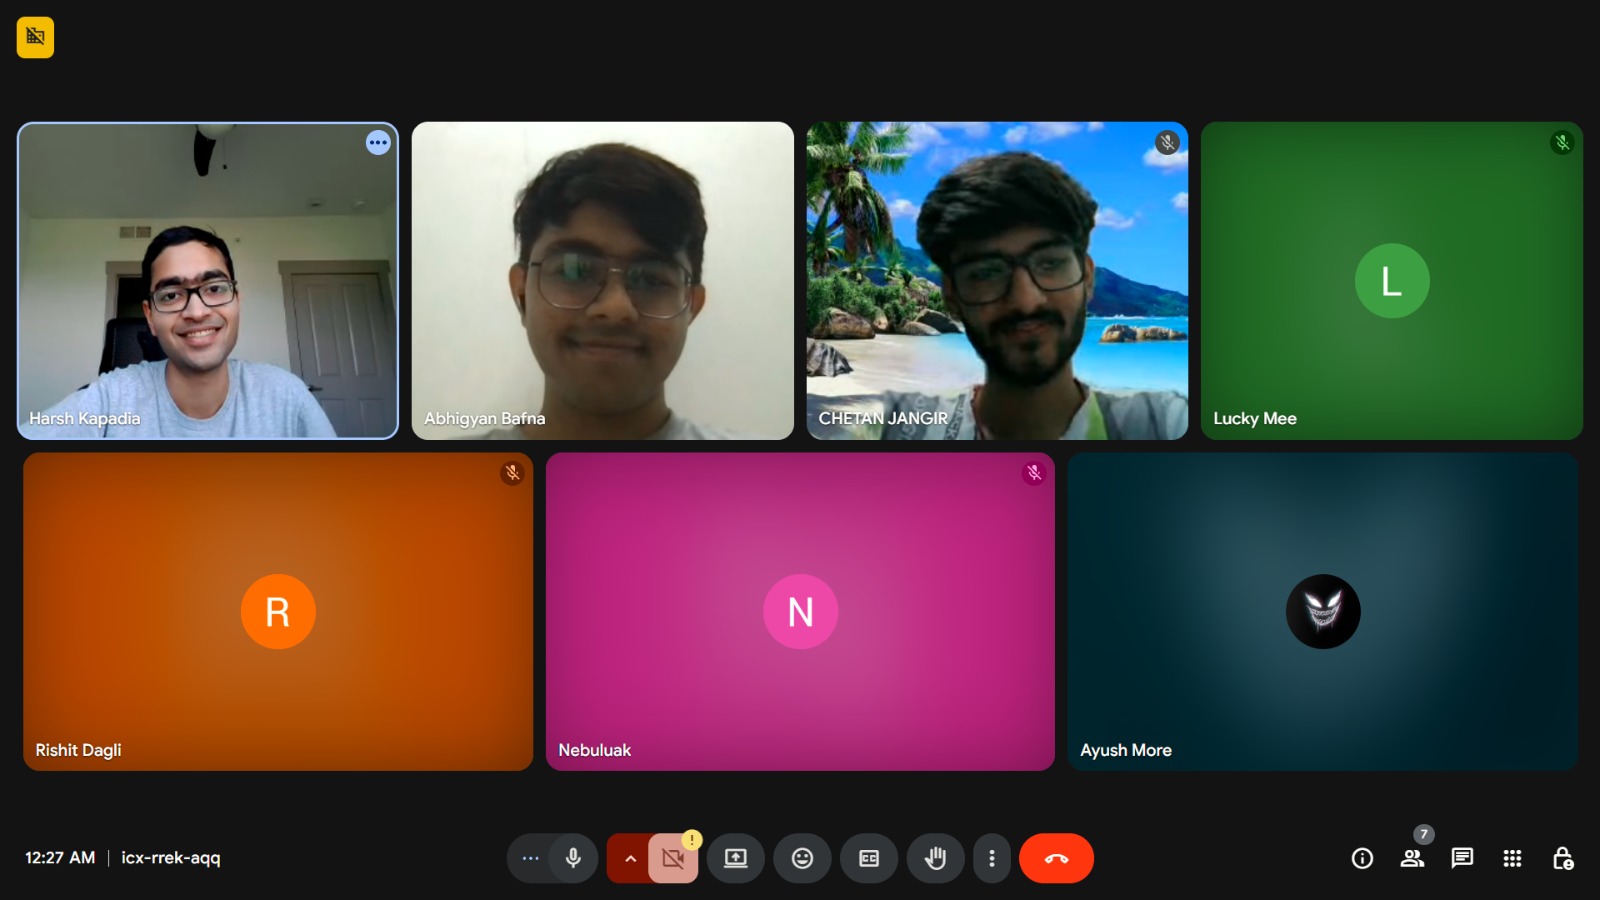 Harsh Kapadia
Abhigyan Bafna
CHETAN JANGIR
L
Lucky Mee
R
Rishit Dagli
N
Nebuluak
Ayush More
12:27 AM | icx-rrek-aqq
!
CC
7